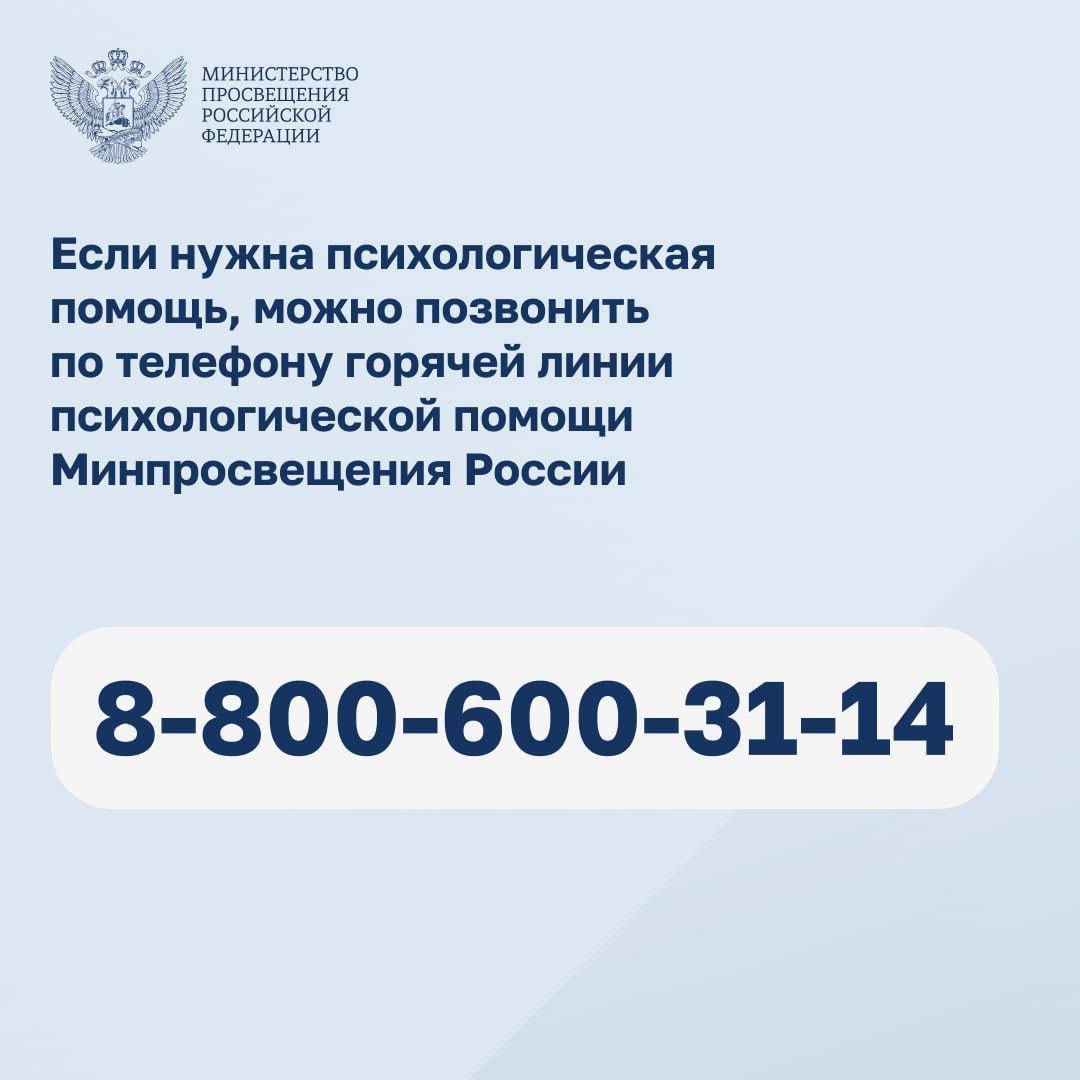 МИНИСТЕРСТВО
ПРОСВЕЩЕНИЯ
РОССИЙСКОЙ
ФЕДЕРАЦИИ
Если нужна психологическая
помощь, можно позвонить
по телефону горячей линии
психологической помощи
Минпросвещения России
8-800-600-31-14